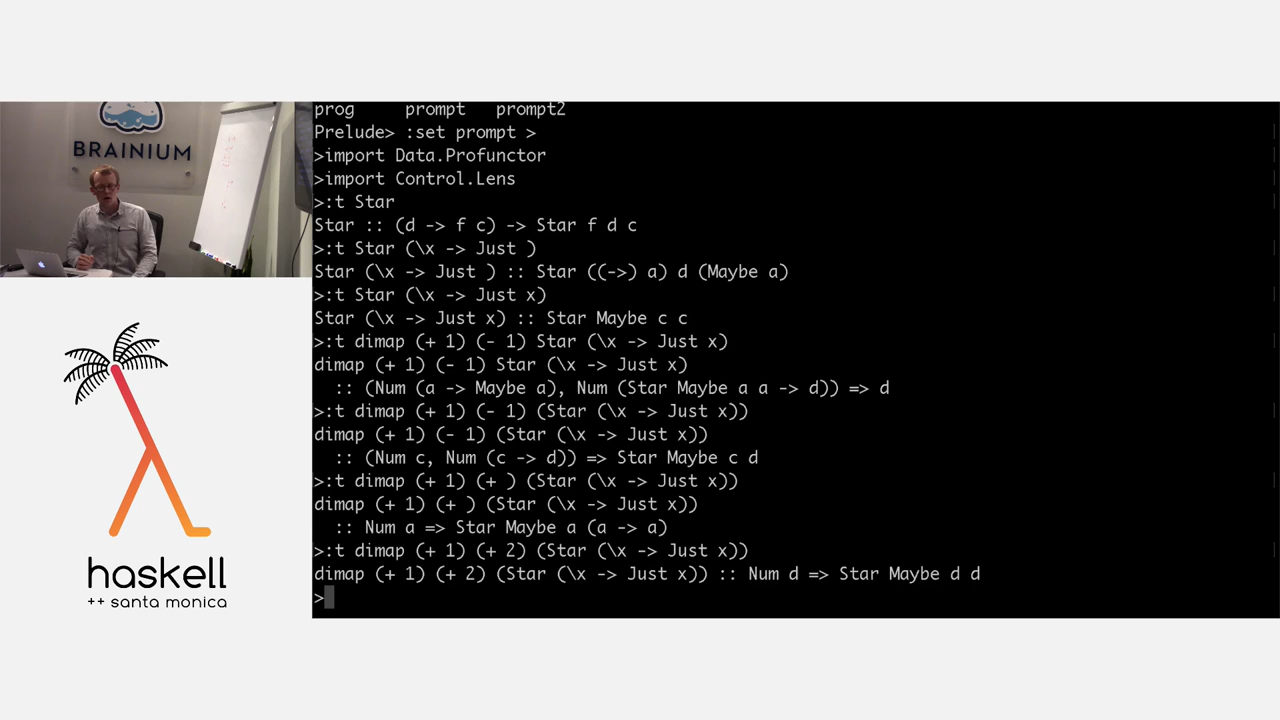 BRAINIUM
prog prompt prompt2
Prelude> :set prompt >
>import Data.Profunctor
>import Control.Lens
>:t Star
Star :: (d -> f c) -> Star f d c
>:t Star (\x -> Just )
Star (\x -> Just ) :: Star ((->) a) d (Maybe a)
>:t Star (\x -> Just x)
Star (\x -> Just x) :: Star Maybe c c
>:t dimap (+ 1) (- 1) Star (\x -> Just x)
dimap (+ 1) (- 1) Star (\x -> Just x)
:: (Num (a -> Maybe a), Num (Star Maybe a a -> d)) => d
>:t dimap (+ 1) (- 1) (Star (\x -> Just x))
dimap (+ 1) (- 1) (Star (\x -> Just x))
:: (Num c, Num (c -> d)) => Star Maybe c d
>:t dimap (+ 1) (+ ) (Star (\x -> Just x))
dimap (+ 1) (+ ) (Star (\x -> Just x))
:: Num a => Star Maybe a (a -> a)
>:t dimap (+ 1) (+ 2) (Star (\x -> Just x))
dimap (+ 1) (+ 2) (Star (\x -> Just x)) :: Num d => Star Maybe d d
>
haskell
++ santa monica